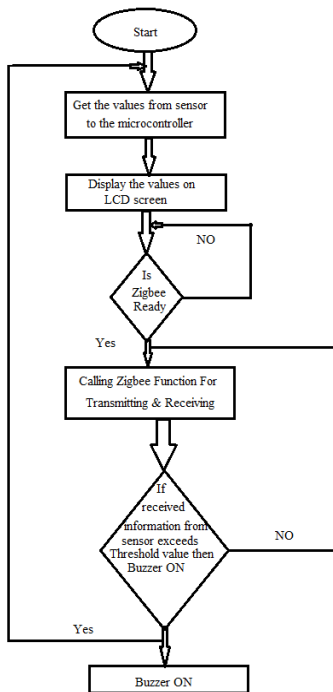 Start
Get the values from sensor
to the microcontroller
Display the values on
LCD screen
NO
Is
Zigbee
Ready
Yes
Calling Zigbee Function For
Transmitting & Receiving
If
received
information from
sensor exceeds
Threshold value then
Buzzer ON
NO
Yes
Buzzer ON